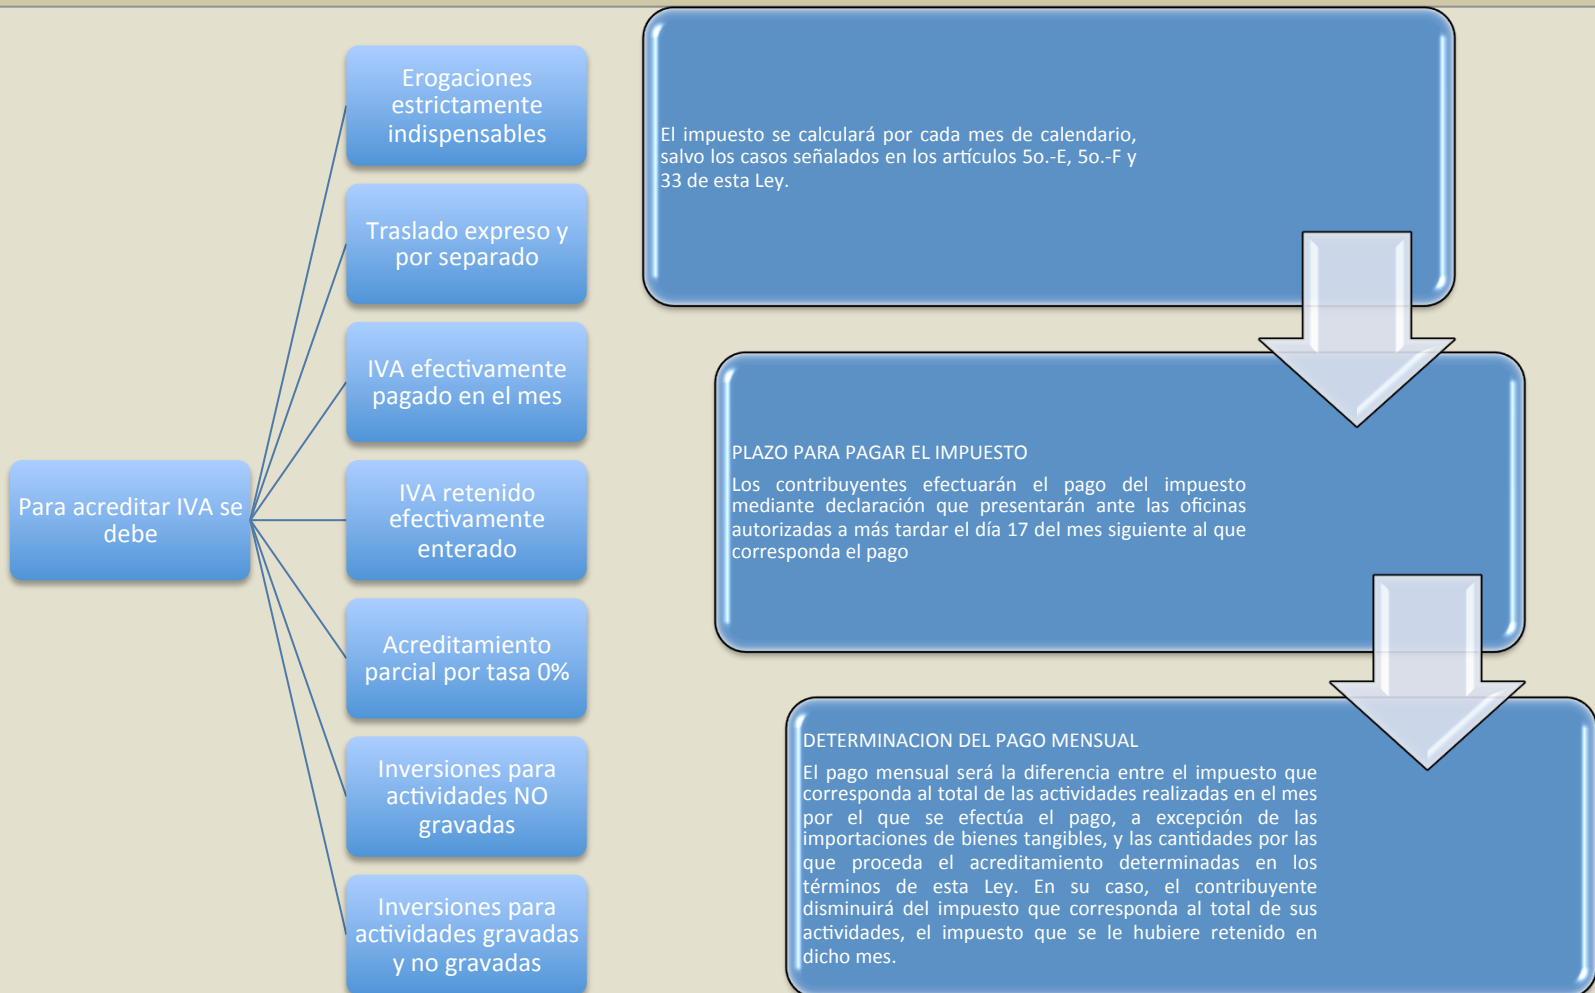 Para acreditar IVA se
debe
Erogaciones
estrictamente
indispensables
Traslado expreso y
por separado
IVA efectivamente
pagado en el mes
IVA retenido
efectivamente
enterado
Acreditamiento
parcial por tasa 0%
Inversiones para
actividades NO
gravadas
Inversiones para
actividades gravadas
y no gravadas
El impuesto se calculará por cada mes de calendario,
salvo los casos señalados en los artículos 5o.-E, 5o.-F y
33 de esta Ley.
PLAZO PARA PAGAR EL IMPUESTO
Los contribuyentes efectuarán el pago del impuesto
mediante declaración que presentarán ante las oficinas
autorizadas a más tardar el día 17 del mes siguiente al que
corresponda el pago
DETERMINACION DEL PAGO MENSUAL
El pago mensual será la diferencia entre el impuesto que
corresponda al total de las actividades realizadas en el mes
por el que se efectúa el pago, a excepción de las
importaciones de bienes tangibles, y las cantidades por las
que proceda el acreditamiento determinadas en los
términos de esta Ley. En su caso, el contribuyente
disminuirá del impuesto que corresponda al total de sus
actividades, el impuesto que se le hubiere retenido en
dicho mes.